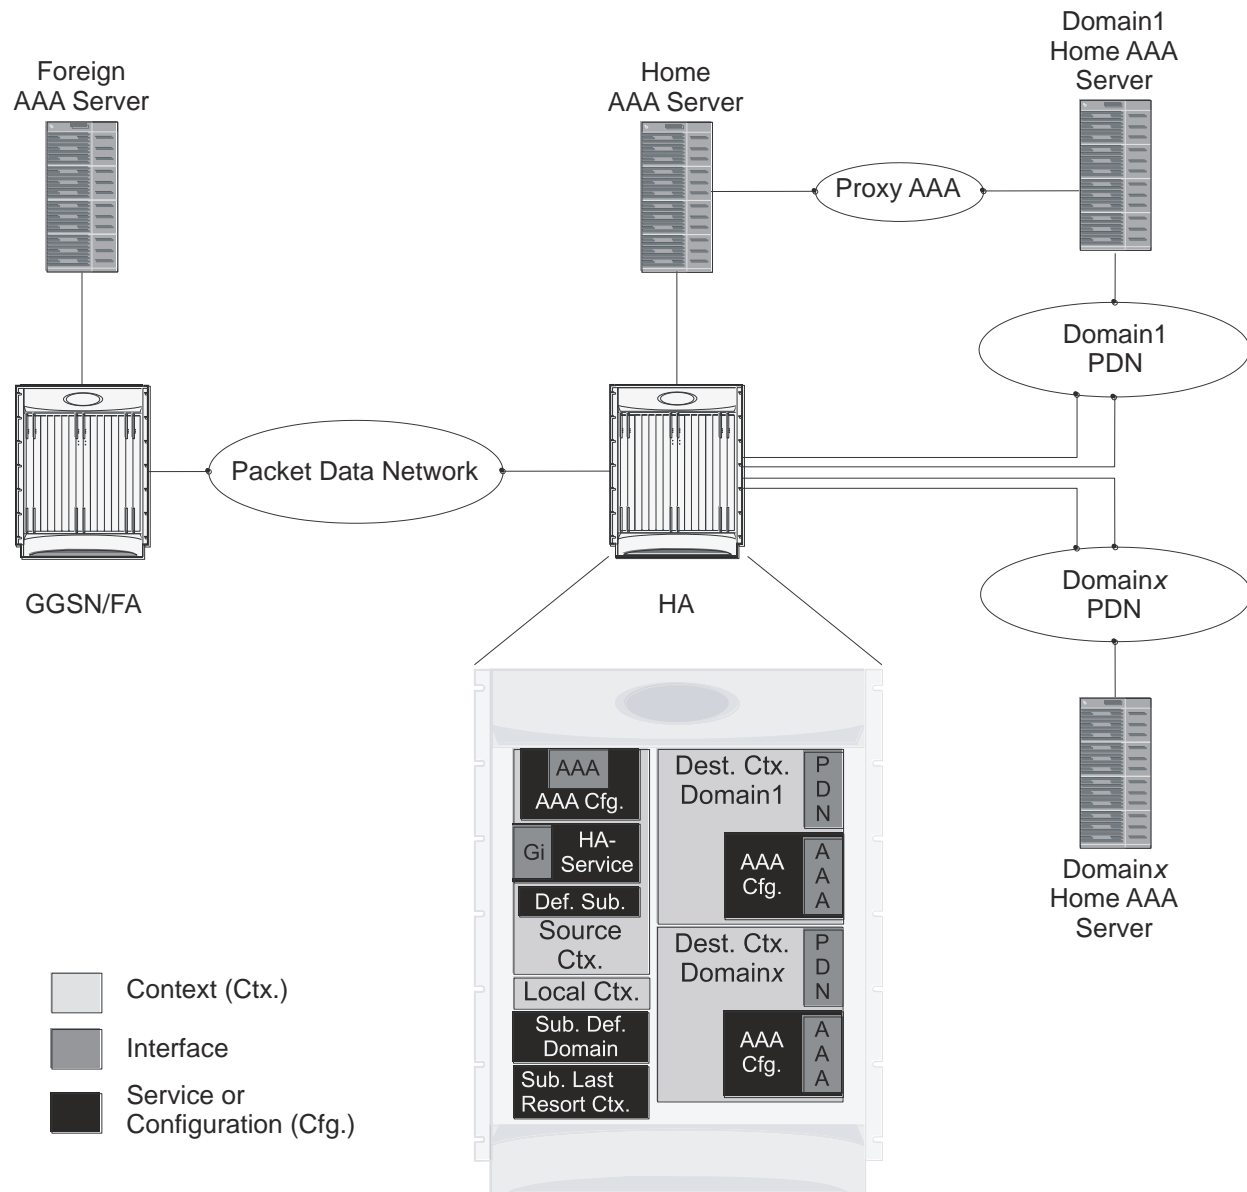 Domain1
Home AAA
Server
Foreign
AAA Server
Home
AAA Server
Proxy AAA
Domain1
PDN
Packet Data Network
GGSN/FA
HA
Domainx
PDN
Domainx
Home AAA
Server
AAA
AAA Cfg.
Gi
HA-
Service
Def. Sub.
Source
Ctx.
Local Ctx.
Sub. Def.
Domain
Sub. Last
Resort Ctx.
Dest. Ctx.
Domain1
P
D
N
AAA
Cfg.
A
A
A
Dest. Ctx.
Domainx
P
D
N
AAA
Cfg.
A
A
A
Context (Ctx.)
Interface
Service or
Configuration (Cfg.)